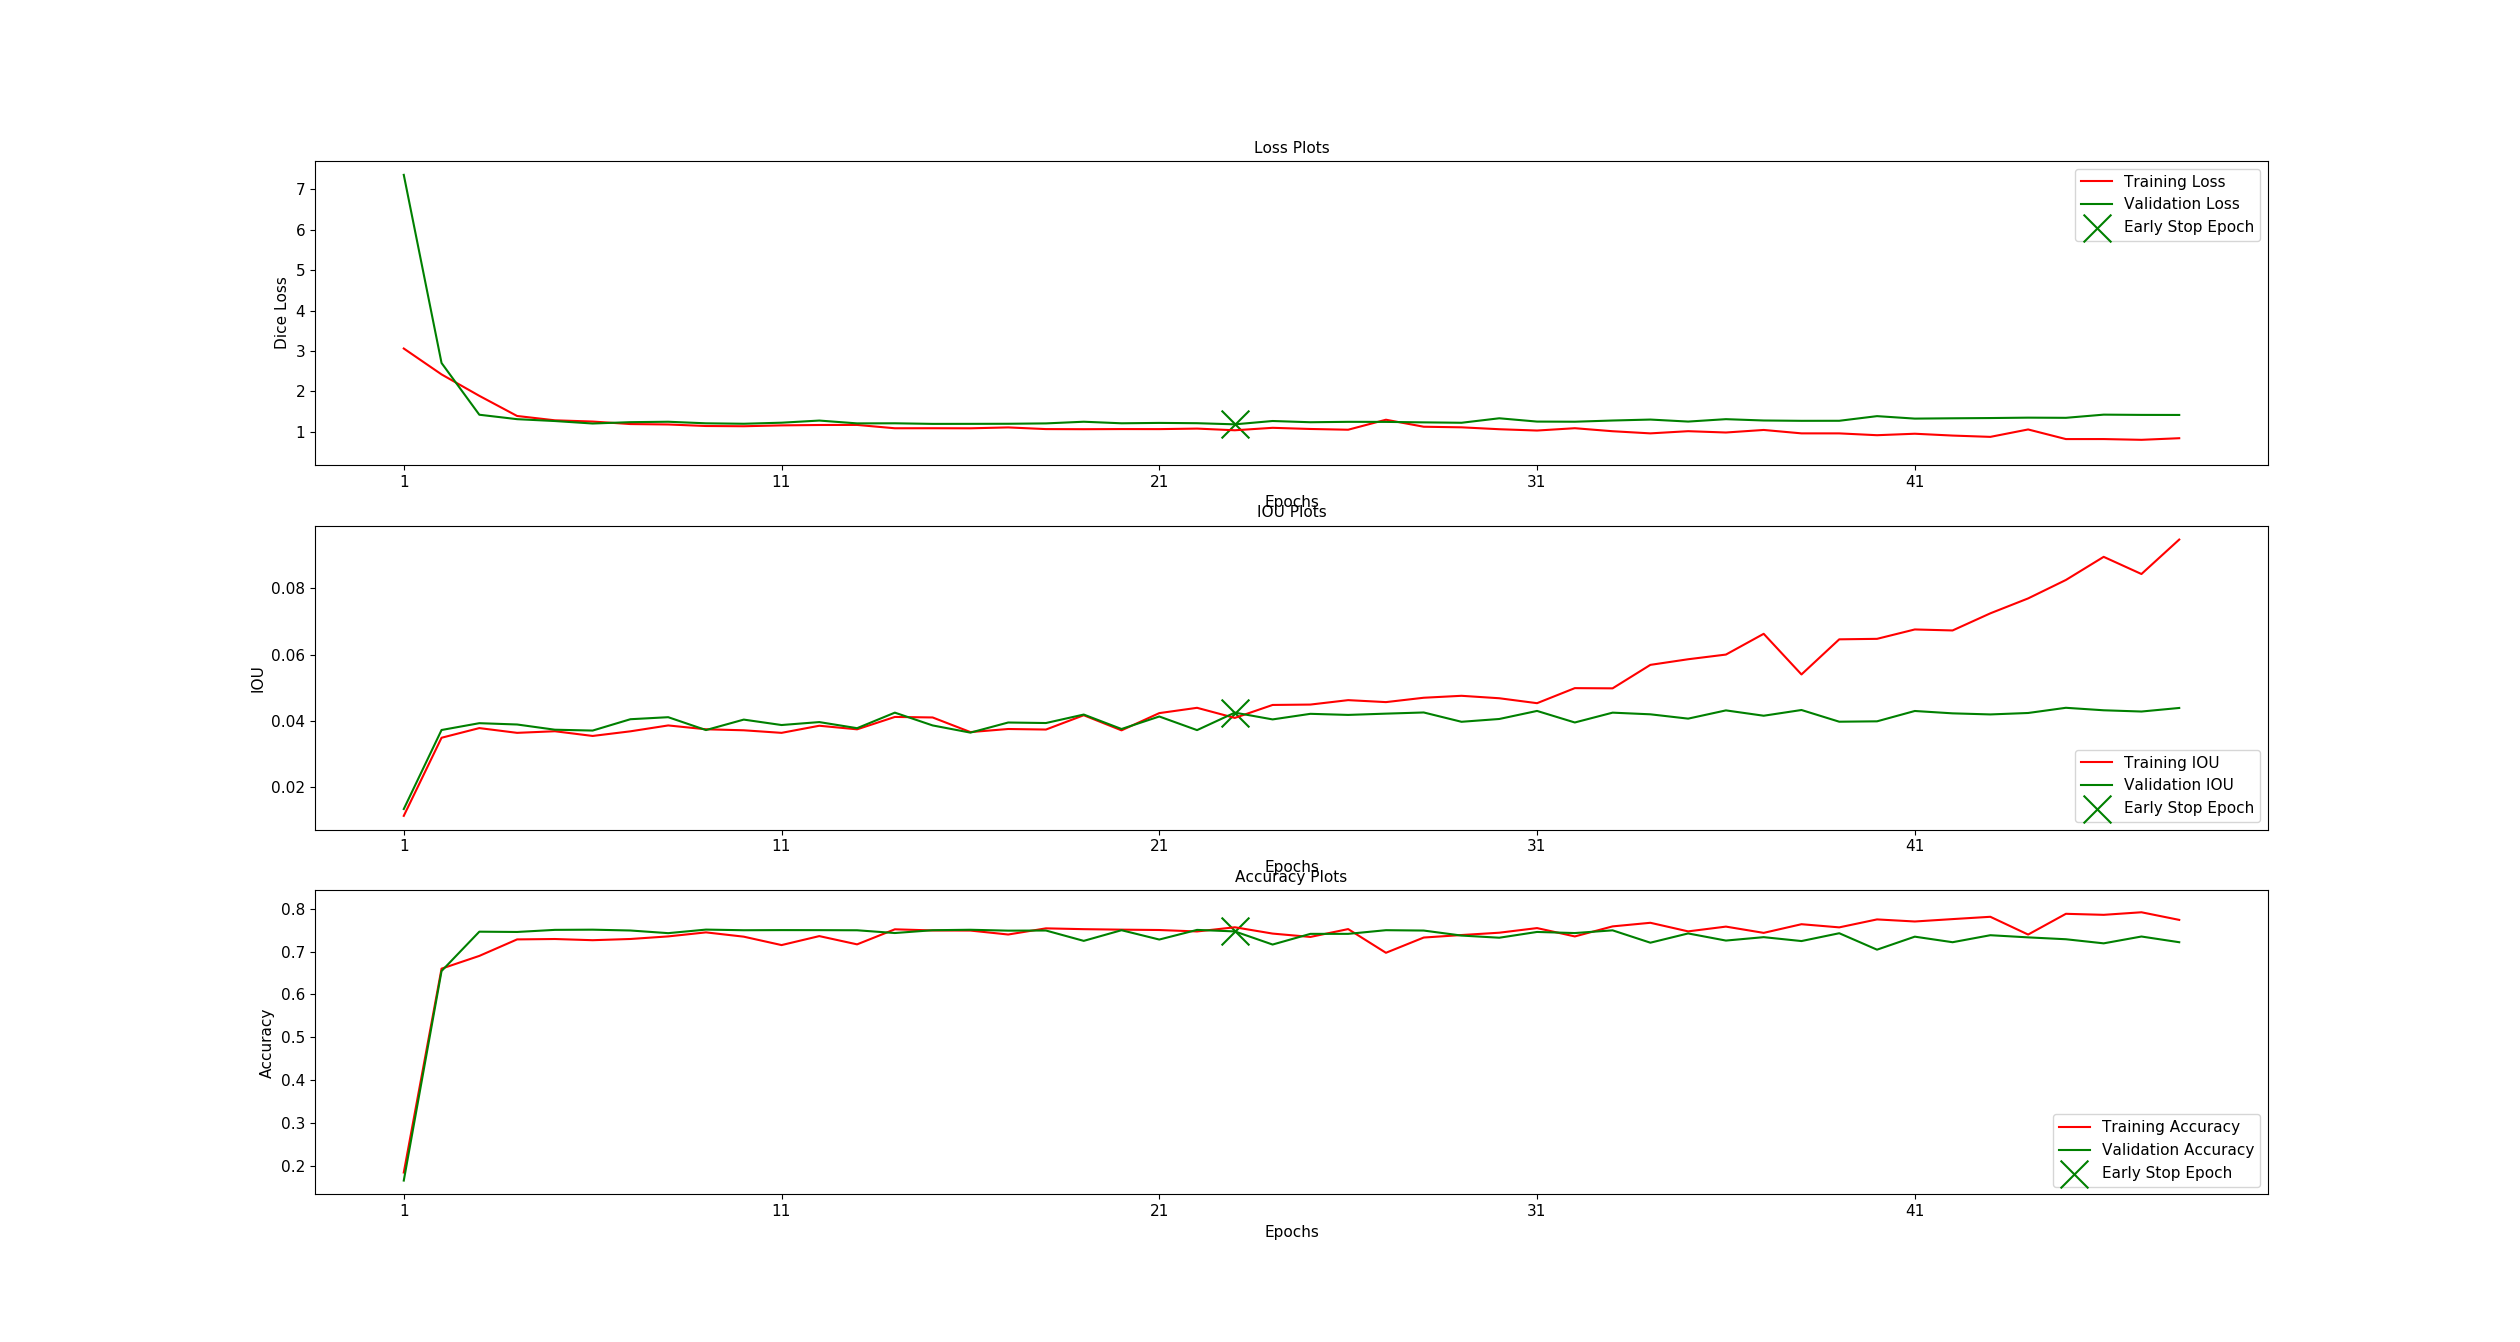 Loss Plots
7
6
5
4
3
2
1
Dice Loss
Training Loss
Validation Loss
Early Stop Epoch
1 11 21 31 41
Epochs
IOU Plots
0.08
0.06
0.04
0.02
IOU
Training IOU
Validation IOU
Early Stop Epoch
1 11 21 31 41
Epochs
Accuracy Plots
0.8
0.7
0.6
0.5
0.4
0.3
0.2
Accuracy
Training Accuracy
Validation Accuracy
Early Stop Epoch
1 11 21 31 41
Epochs